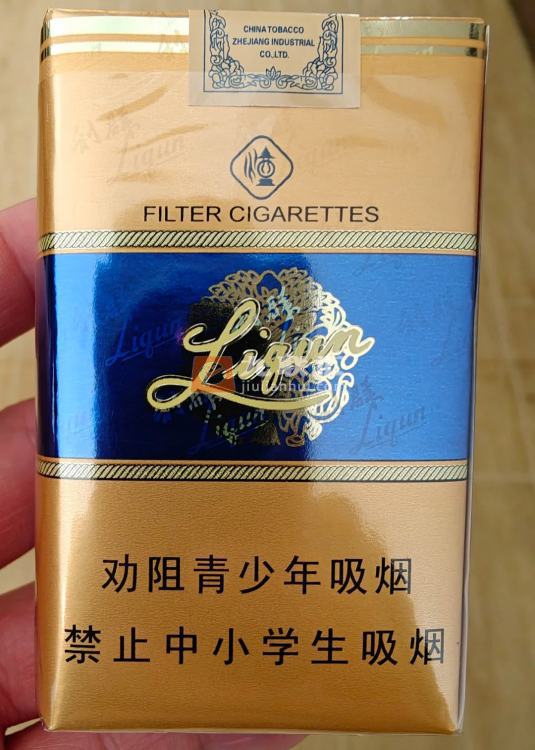 CHINA TOBACCO
ZHEJIANG INDUSTRIAL
CO.,LTD.
FILTER CIGARETTES
Liqun
劝阻青少年吸烟
禁止中小学生吸烟